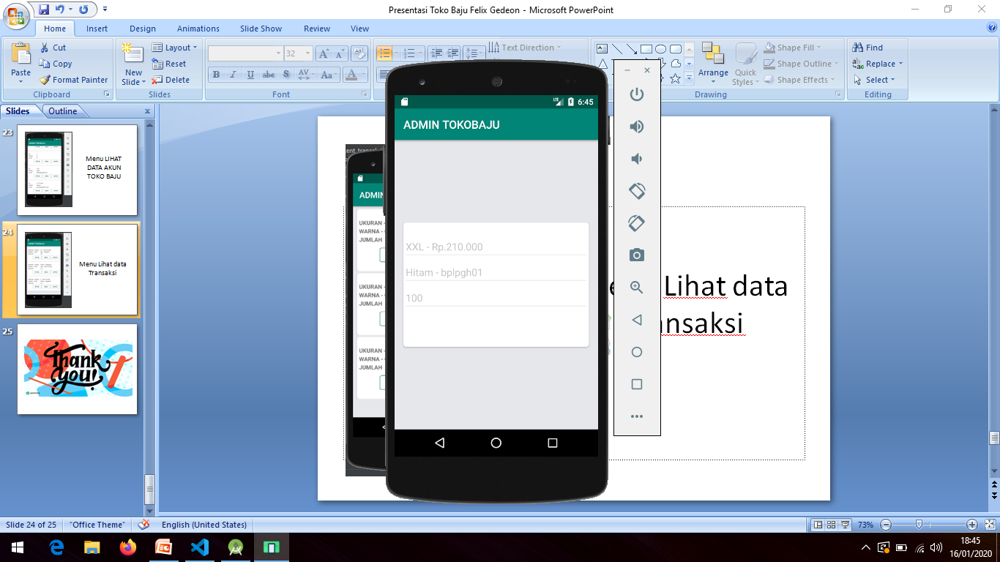 Presentasi Toko Baju Felix Gedeon - Microsoft PowerPoint
Home Insert Design Animations Slide Show Review View
Paste
Cut
Copy
Format Painter
Clipboard
New Slide
Layout
Reset
Delete
Slides
32
B I U abc S AV Aa A
Font
Text Direction
Arrange
Quick Styles
Shape Fill
Shape Outline
Shape Effects
Drawing
Find
Replace
Select
Editing
Slides Outline x
23
Menu LIHAT
DATA AKUN
TOKO BAJU
24
Menu Lihat data
Transaksi
25
thank
you!
ADMIN
UKURAN -
WARNA -
JUMLAH
UKURAN -
WARNA -
JUMLAH
UKURAN -
WARNA -
JUMLAH
LTE 6:45
ADMIN TOKOBAJU
XXL - Rp.210.000
Hitam - bplpgh01
100
Lihat data
ansaksi
Slide 24 of 25 "Office Theme" English (United States) 73%
18:45
16/01/2020